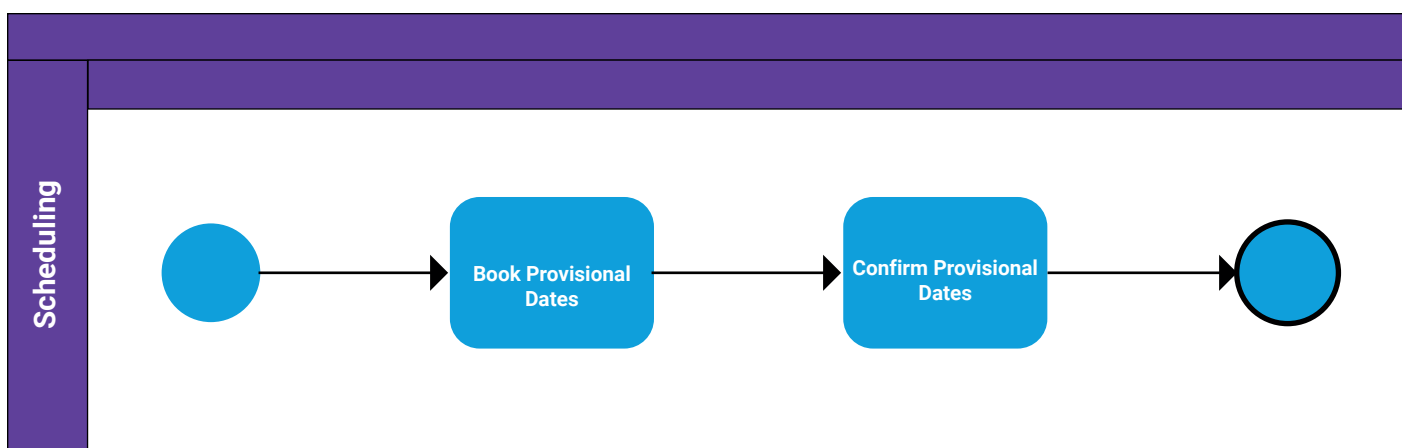 Scheduling
Book Provisional
Dates
Confirm Provisional
Dates